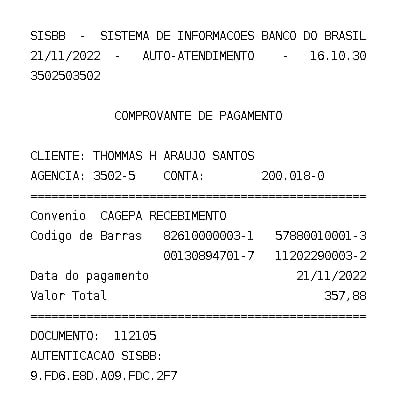 SISBB - SISTEMA DE INFORMACOES BANCO DO BRASIL
21/11/2022 - AUTO-ATENDIMENTO - 16.10.30
3502503502
COMPROVANTE DE PAGAMENTO
CLIENTE: THOMMAS H ARAUJO SANTOS
AGENCIA: 3502-5 CONTA: 200.018-0
================================================
Convenio CAGEPA RECEBIMENTO
Codigo de Barras 82610000003-1 57880010001-3
00130894701-7 11202290003-2
Data do pagamento 21/11/2022
Valor Total 357,88
================================================
DOCUMENTO: 112105
AUTENTICACAO SISBB:
9.FD6.E8D.A09.FDC.2F7